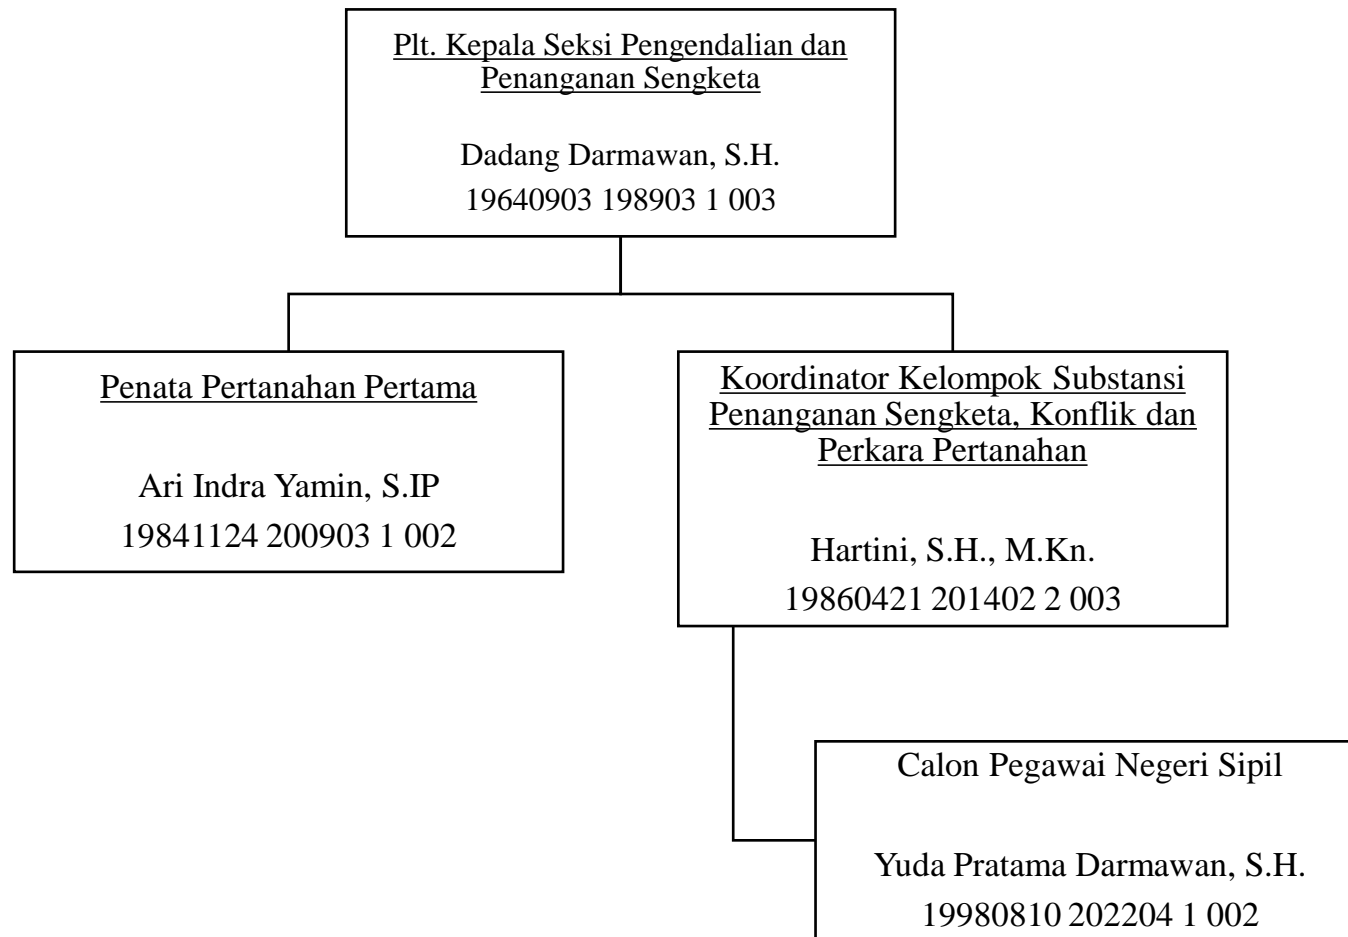 Plt. Kepala Seksi Pengendalian dan
Penanganan Sengketa
Dadang Darmawan, S.H.
19640903 198903 1 003
Penata Pertanahan Pertama
Ari Indra Yamin, S.IP
19841124 200903 1 002
Koordinator Kelompok Substansi
Penanganan Sengketa, Konflik dan
Perkara Pertanahan
Hartini, S.H., M.Kn.
19860421 201402 2 003
Calon Pegawai Negeri Sipil
Yuda Pratama Darmawan, S.H.
19980810 202204 1 002